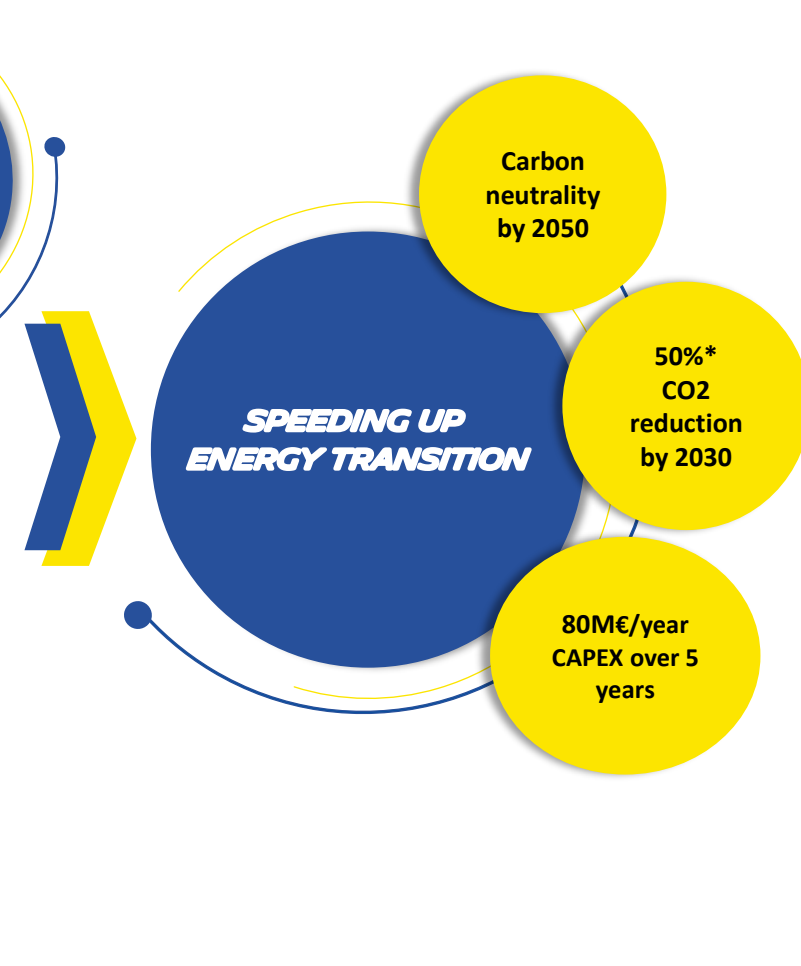 Carbon
neutrality
by 2050
50%*
CO2
reduction
by 2030
SPEEDING UP
ENERGY TRANSITION
80M€/year
CAPEX over 5
years